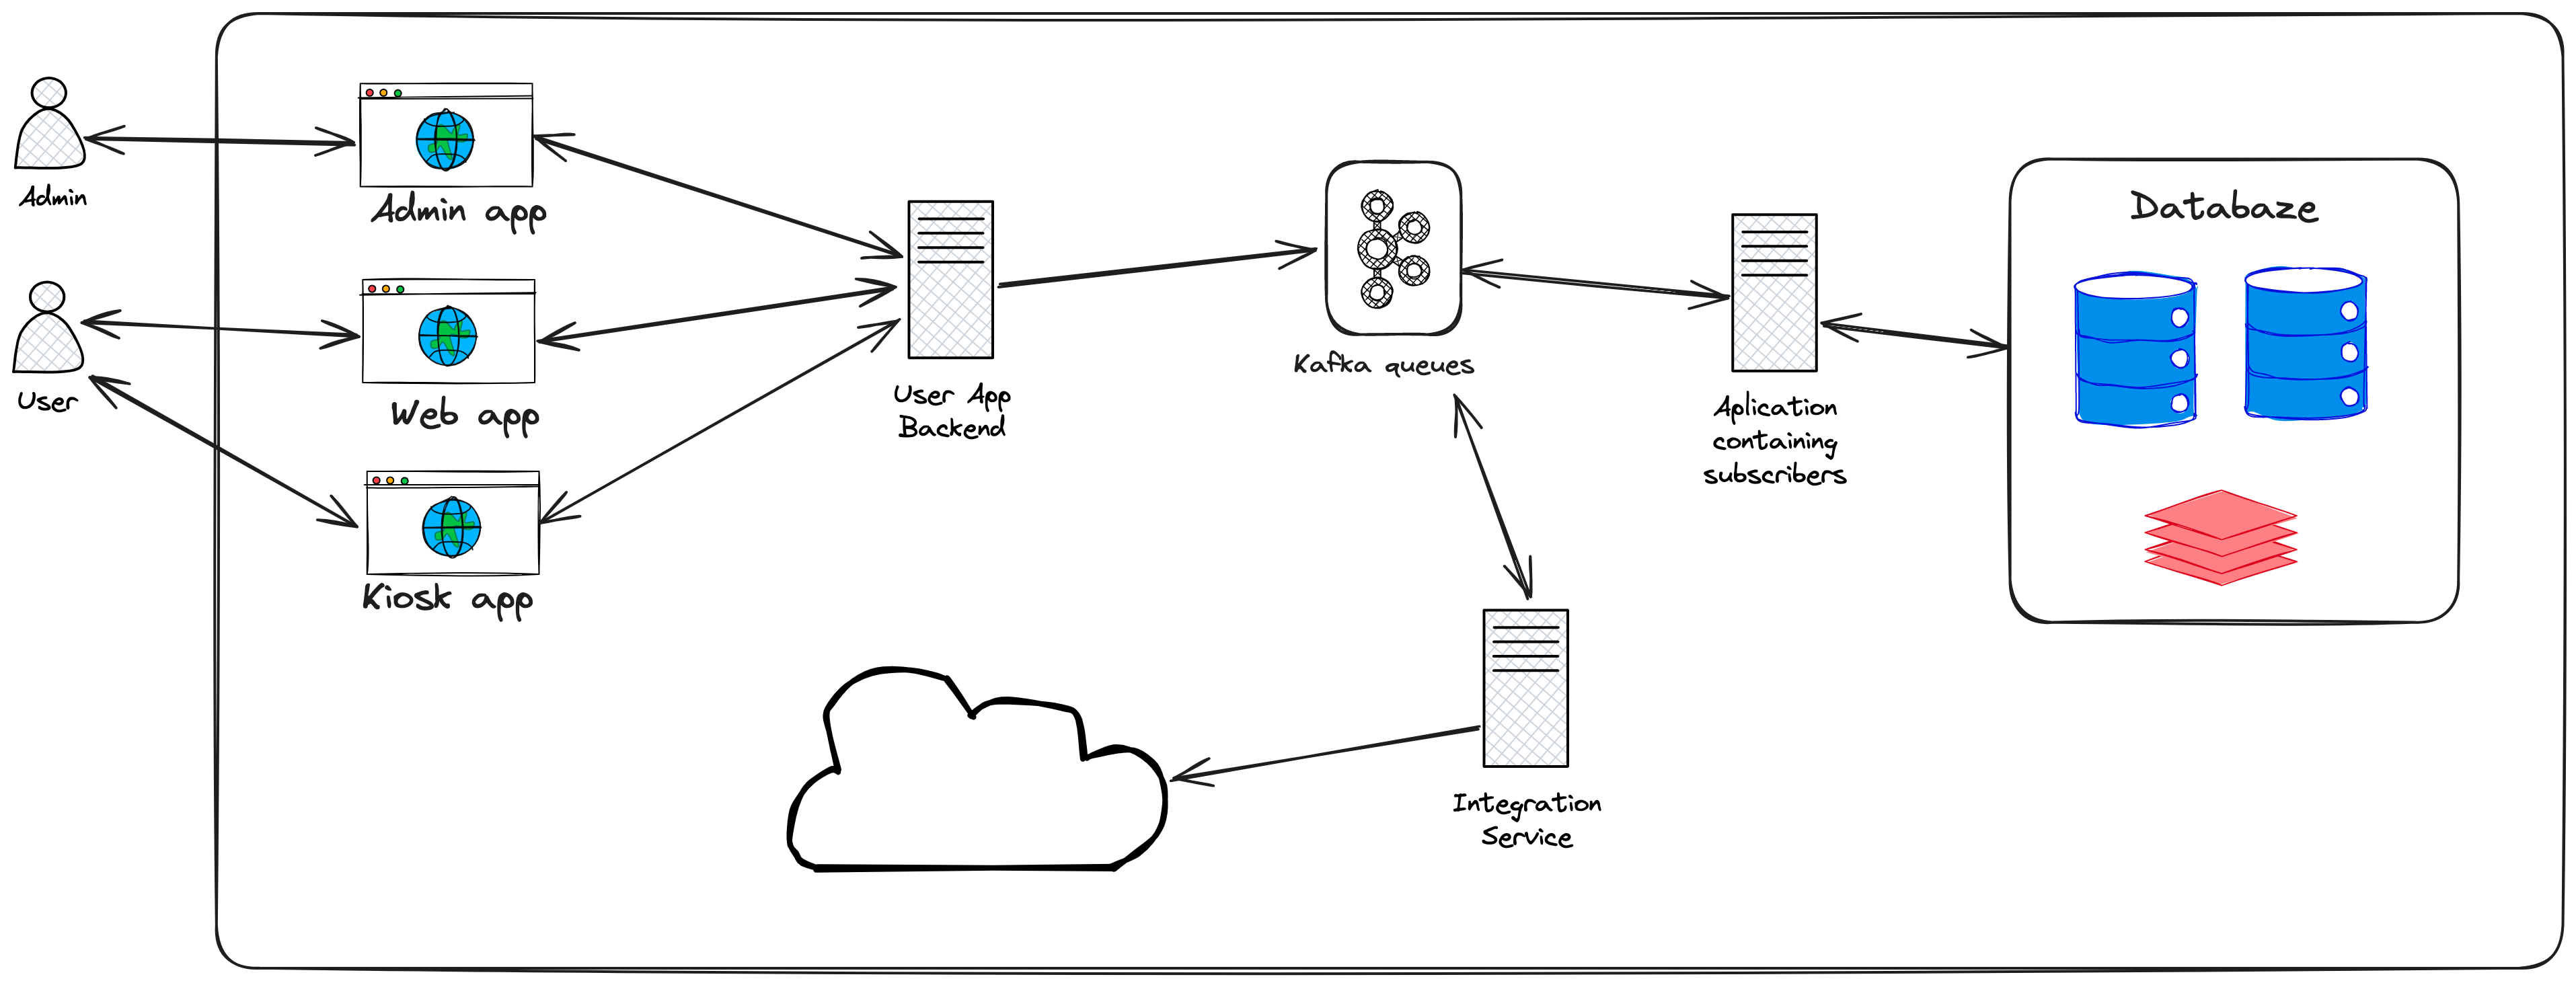 Admin
Admin app
User
Web app
Kiosk app
User App
Backend
Kafka queues
Aplication
containing
subscribers
Databaze
Integration
Service